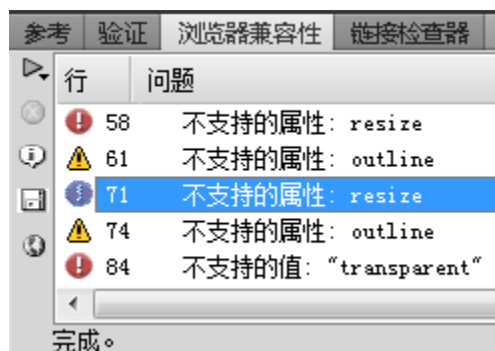 参考 验证 浏览器兼容性 链接检查器
行 问题
58 不支持的属性: resize
61 不支持的属性: outline
71 不支持的属性: resize
74 不支持的属性: outline
84 不支持的值: "transparent"
完成。